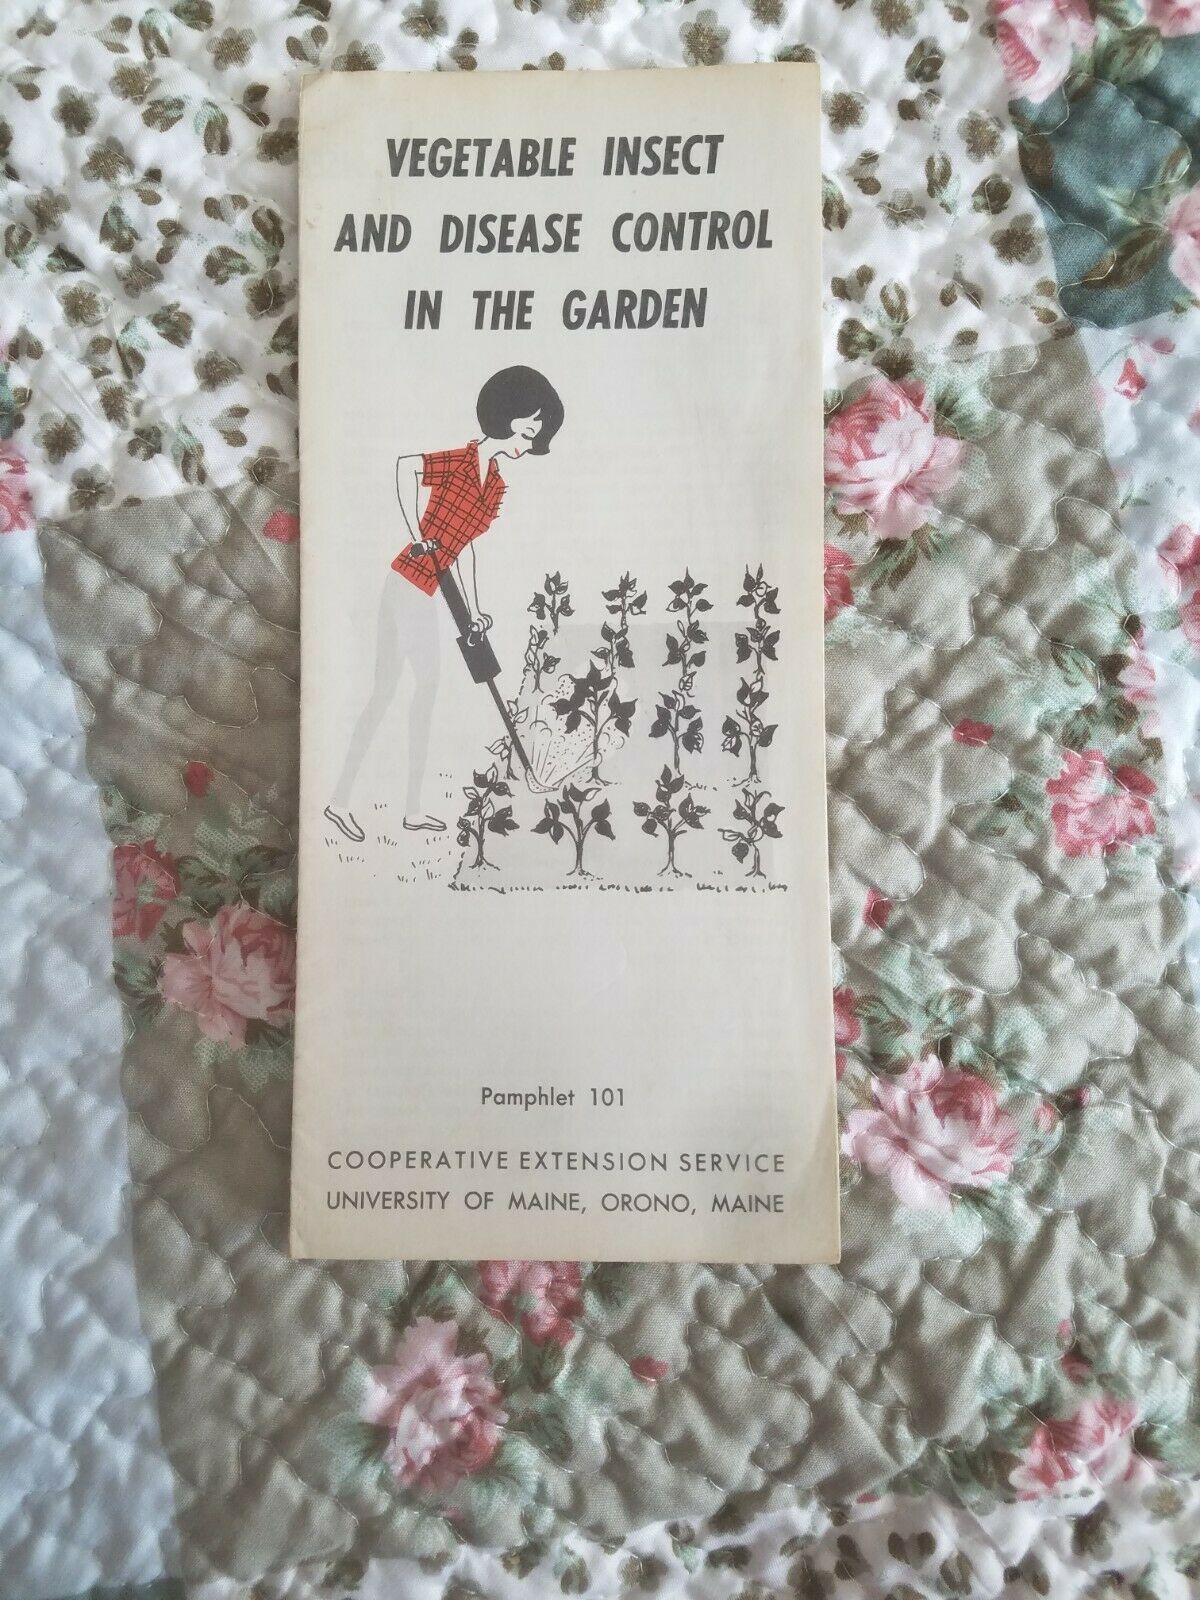 VEGETABLE INSECT
AND DISEASE CONTROL
IN THE GARDEN
Pamphlet 101
COOPERATIVE EXTENSION SERVICE
UNIVERSITY OF MAINE, ORONO, MAINE